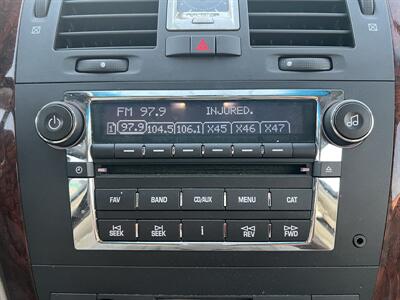 FM 97.9 INJURED.
1 97.9 104.5 106.1 X45 X46 X47
FAV BAND CD/AUX MENU CAT
SEEK SEEK i REV FWD